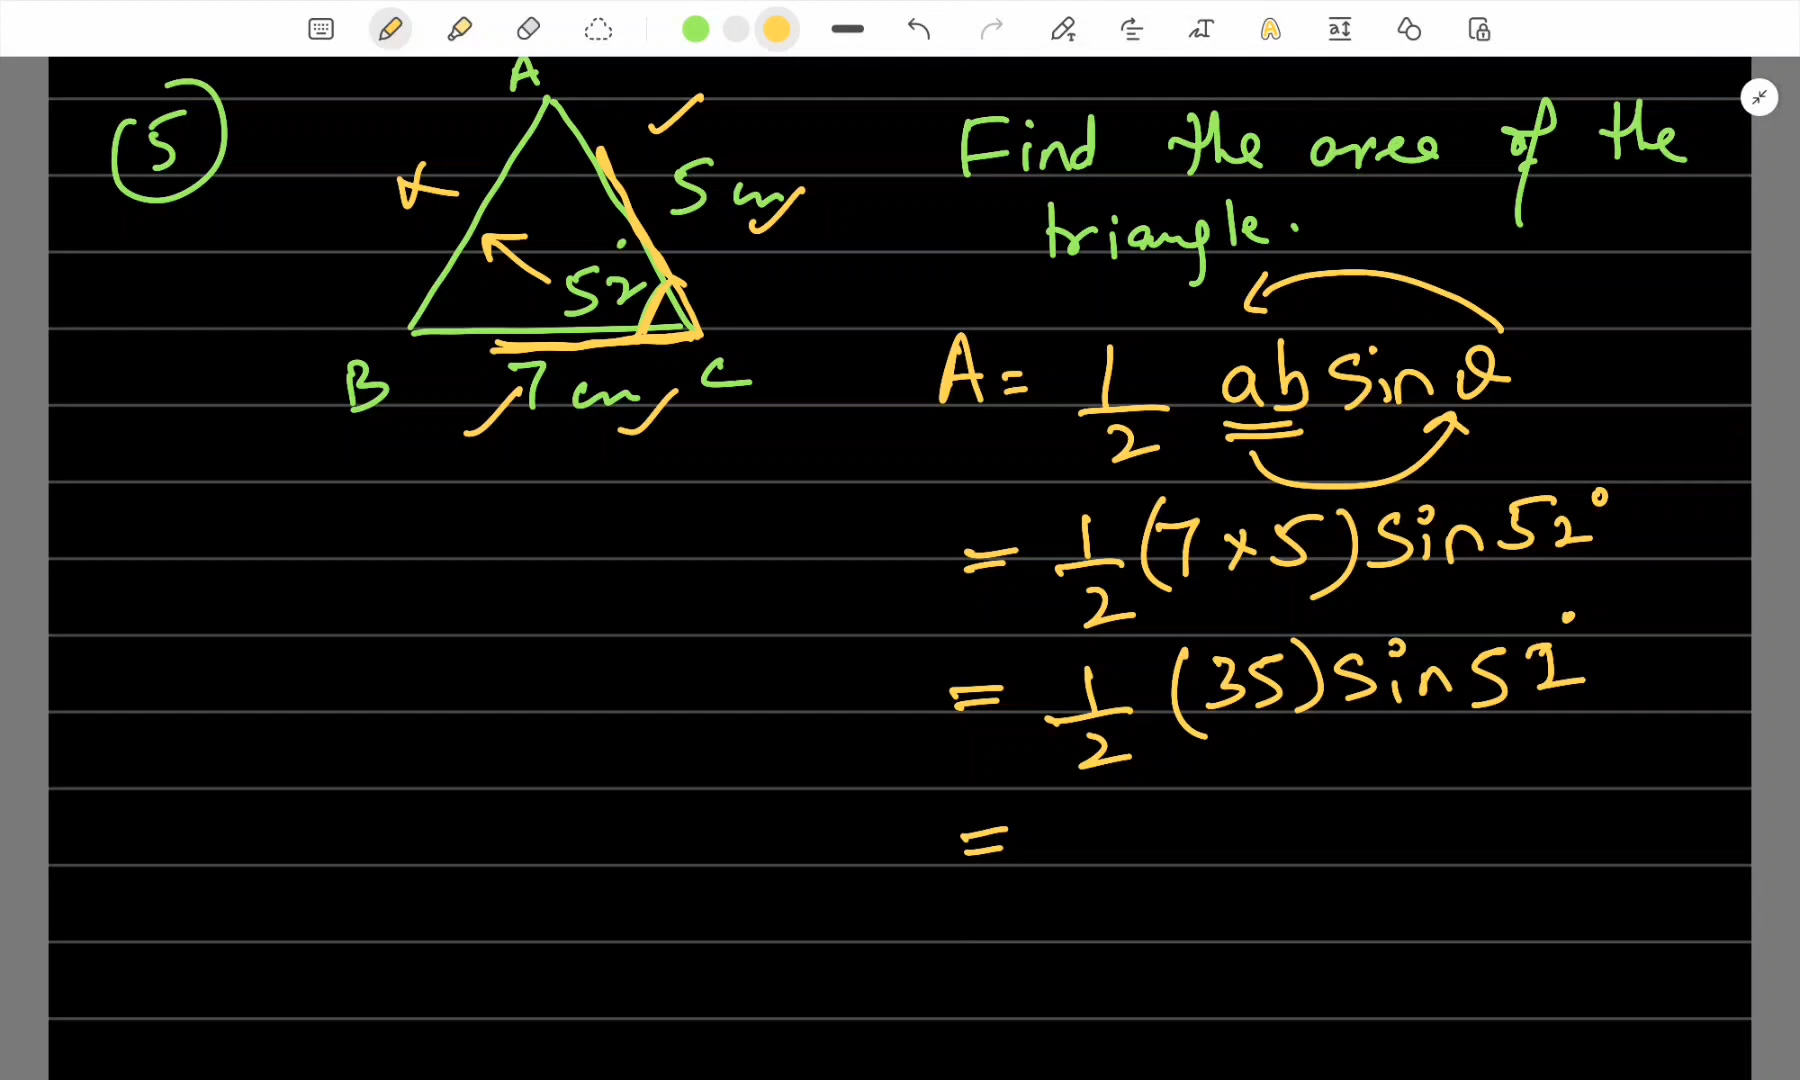 (5)
A
5 cm
52°
B 7 cm C
Find the area of the
triangle.
A = 1/2 ab sin θ
= 1/2 (7 × 5) sin 52°
= 1/2 (35) sin 52°
=